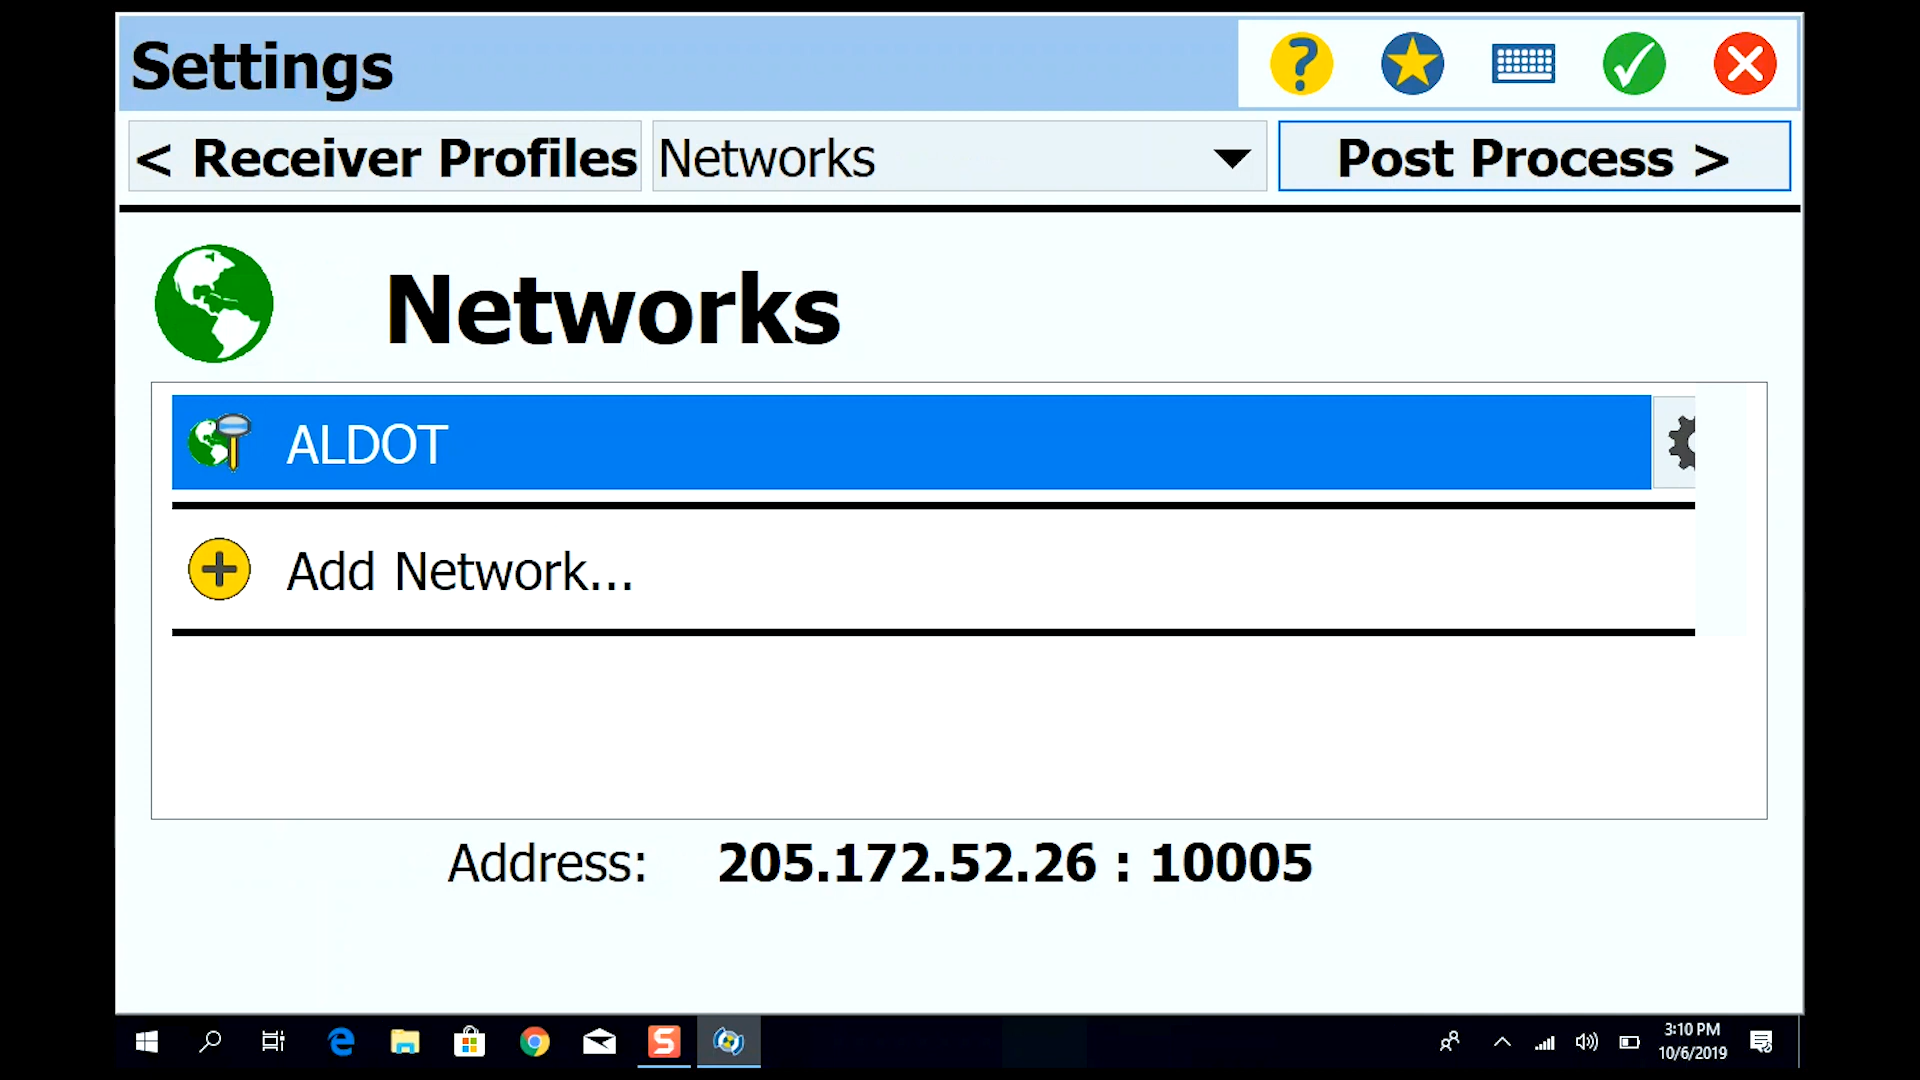 Settings
< Receiver Profiles
Networks
Post Process >
Networks
ALDOT
Add Network...
Address: 205.172.52.26 : 10005
3:10 PM
10/6/2019